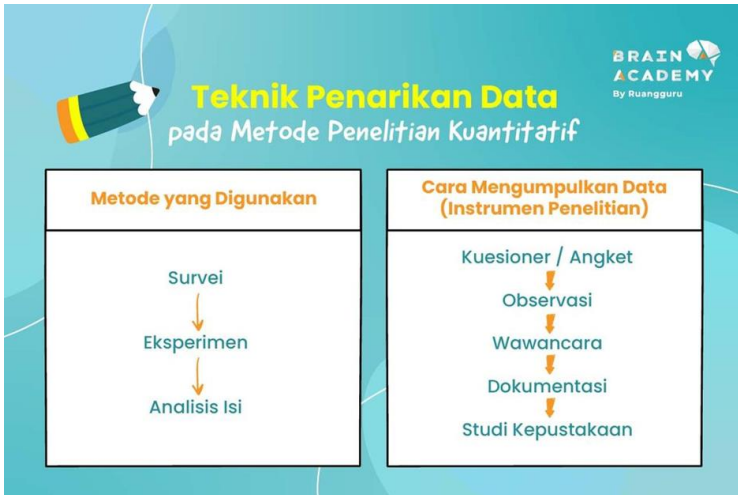 BRAIN
ACADEMY
By Ruangguru
Teknik Penarikan Data
pada Metode Penelitian Kuantitatif
Metode yang Digunakan
Survei
Eksperimen
Analisis Isi
Cara Mengumpulkan Data
(Instrumen Penelitian)
Kuesioner / Angket
Observasi
Wawancara
Dokumentasi
Studi Kepustakaan